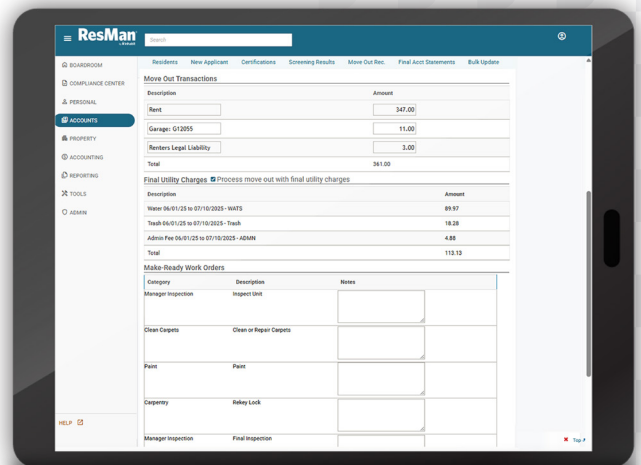 ResMan
Search
BOARDROOM
COMPLIANCE CENTER
PERSONAL
ACCOUNTS
PROPERTY
ACCOUNTING
REPORTING
TOOLS
ADMIN
HELP
Residents New Applicant Certifications Screening Results Move Out Rec. Final Acct Statements Bulk Update
Move Out Transactions
Description Amount
Rent 347.00
Garage: G12055 11.00
Renters Legal Liability 3.00
Total 361.00
Final Utility Charges Process move out with final utility charges
Description Amount
Water 06/01/25 to 07/10/2025 - WATS 89.97
Trash 06/01/25 to 07/10/2025 - Trash 18.28
Admin Fee 06/01/25 to 07/10/2025 - ADMN 4.88
Total 113.13
Make-Ready Work Orders
Category Description Notes
Manager Inspection Inspect Unit
Clean Carpets Clean or Repair Carpets
Paint Paint
Carpentry Rekey Lock
Manager Inspection Final Inspection
Top